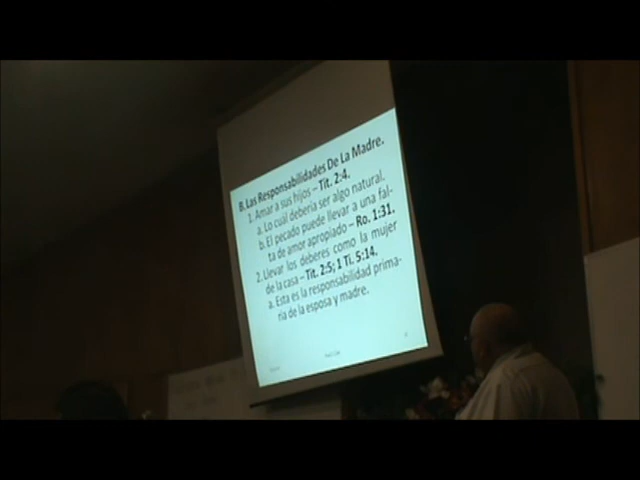 B. Las Responsabilidades De La Madre.
1. Amar a sus hijos – Tit. 2:4.
a. Lo cuál debería ser algo natural.
b. El pecado puede llevar a una fal-
ta de amor apropiado – Ro. 1:31.
2. Llevar los deberes como la mujer
de la casa – Tit. 2:5; 1 Ti. 5:14.
a. Esta es la responsabilidad prima-
ria de la esposa y madre.